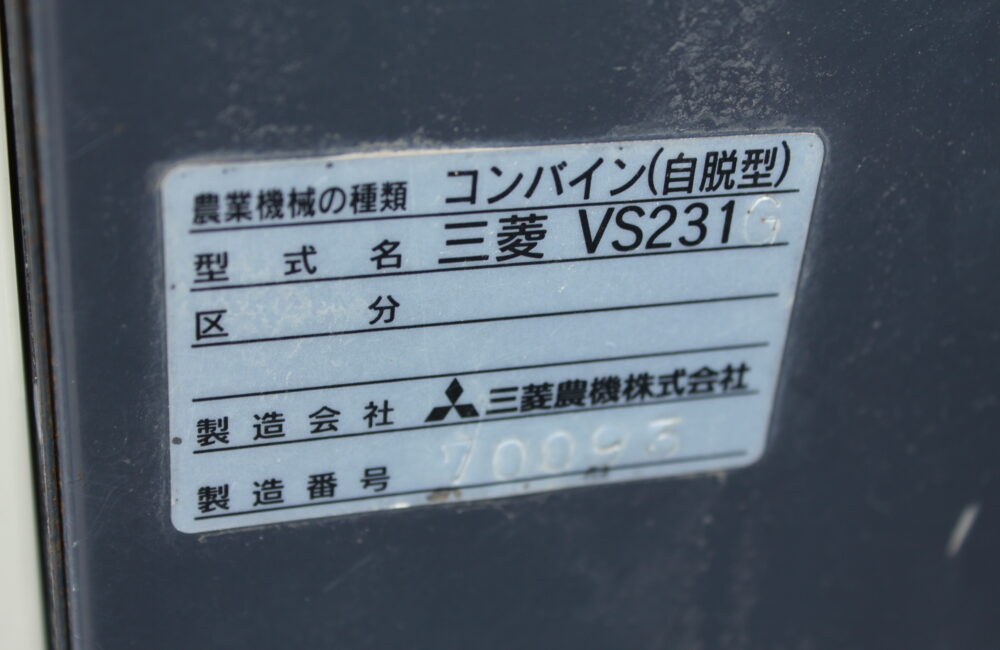 農業機械の種類 コンバイン(自脱型)
型式名 三菱 VS231G
区分
製造会社 三菱農機株式会社
製造番号 70093